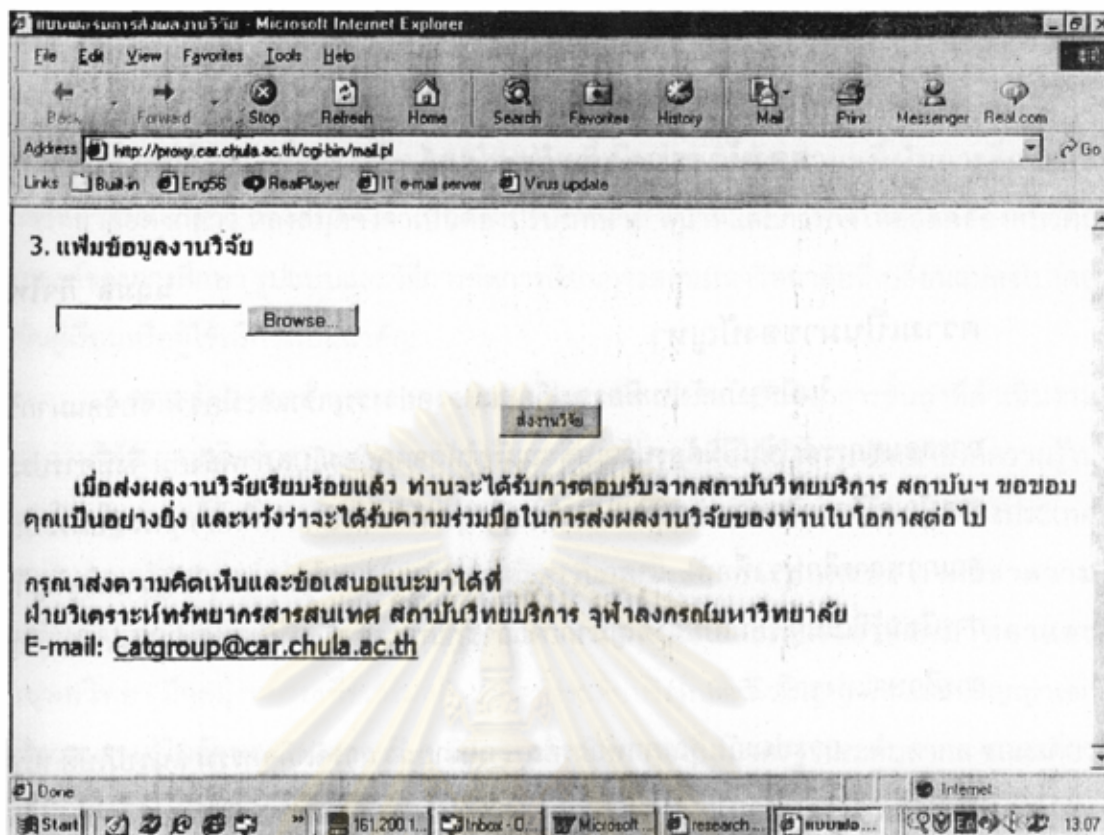 แบบฟอร์มการส่งผลงานวิจัย - Microsoft Internet Explorer
File Edit View Favorites Tools Help
Back Forward Stop Refresh Home Search Favorites History Mail Print Messenger Real.com
Address http://proxy.car.chula.ac.th/cgi-bin/mail.pl Go
Links Built-in Eng56 RealPlayer IT e-mail server Virus update
3. แฟ้มข้อมูลงานวิจัย
Browse...
ส่งงานวิจัย
เมื่อส่งผลงานวิจัยเรียบร้อยแล้ว ท่านจะได้รับการตอบรับจากสถาบันวิทยบริการ สถาบันฯ ขอขอบ
คุณเป็นอย่างยิ่ง และหวังว่าจะได้รับความร่วมมือในการส่งผลงานวิจัยของท่านในโอกาสต่อไป
กรุณาส่งความคิดเห็นและข้อเสนอแนะมาได้ที่
ฝ่ายวิเคราะห์ทรัพยากรสารสนเทศ สถาบันวิทยบริการ จุฬาลงกรณ์มหาวิทยาลัย
E-mail: Catgroup@car.chula.ac.th
Done Internet
Start 161.200.1... Inbox - O... Microsoft... research... แบบฟอ... 13.07